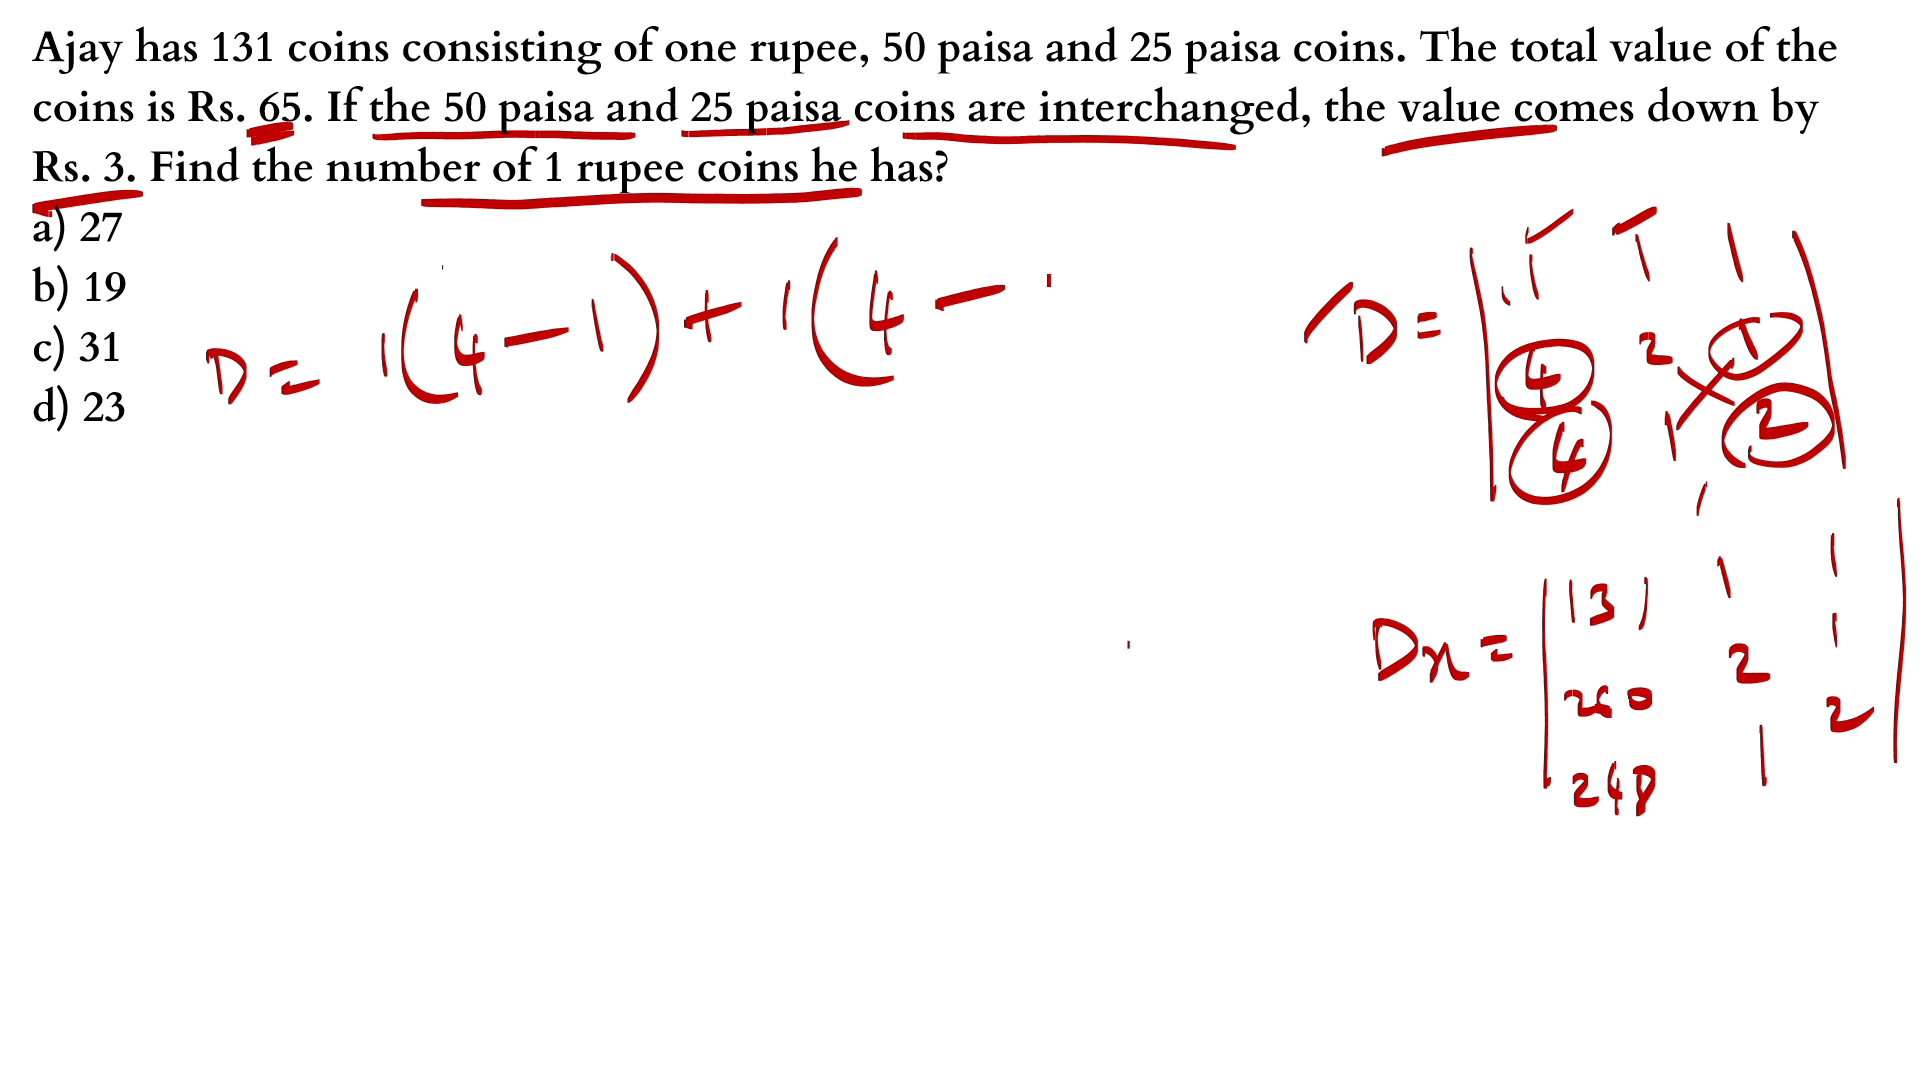 Ajay has 131 coins consisting of one rupee, 50 paisa and 25 paisa coins. The total value of the
coins is Rs. 65. If the 50 paisa and 25 paisa coins are interchanged, the value comes down by
Rs. 3. Find the number of 1 rupee coins he has?
a) 27
b) 19
c) 31
d) 23
D = 1(4-1)+1(4-
D = | 1 1 1 |
4 2 1
4 1 2
Dx = | 131 1 1 |
260 2 1
248 1 2